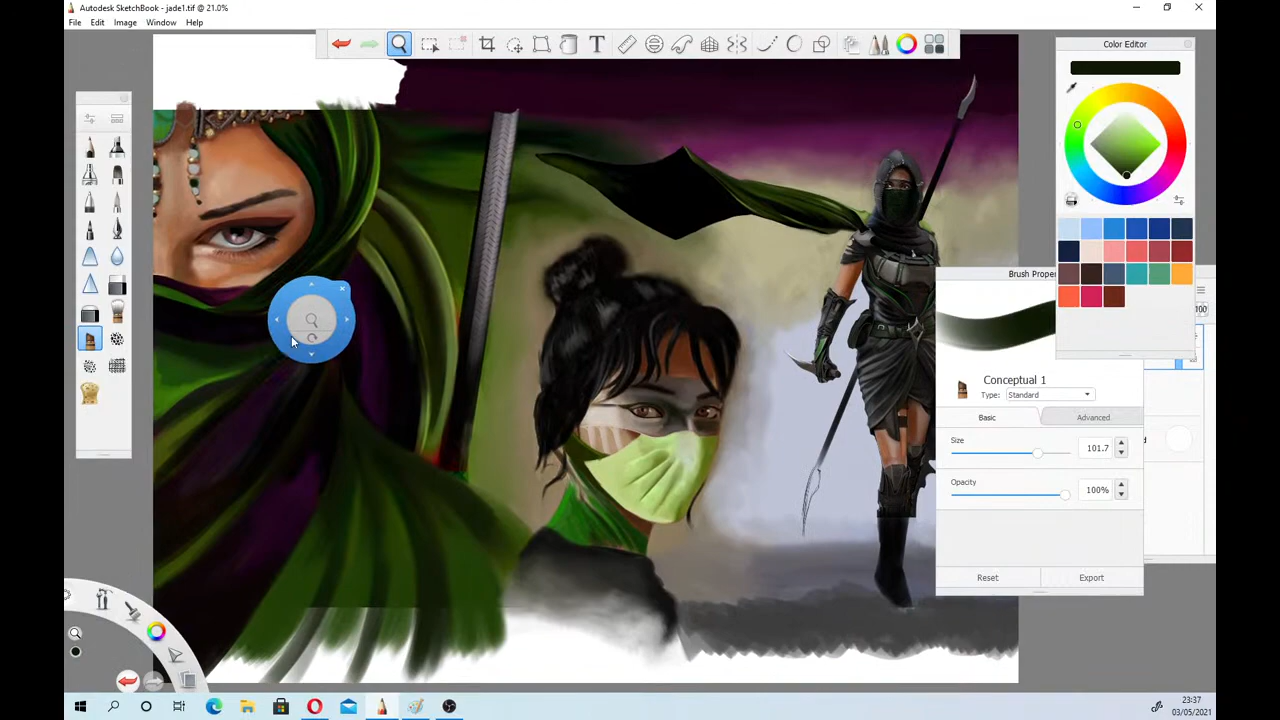 Autodesk SketchBook - jade1.tif @ 21.0%
File Edit Image Window Help
Color Editor
Brush Proper
100
Conceptual 1
Type: Standard
Basic Advanced
Size
101.7
Opacity
100%
Reset Export
23:37
03/05/2021